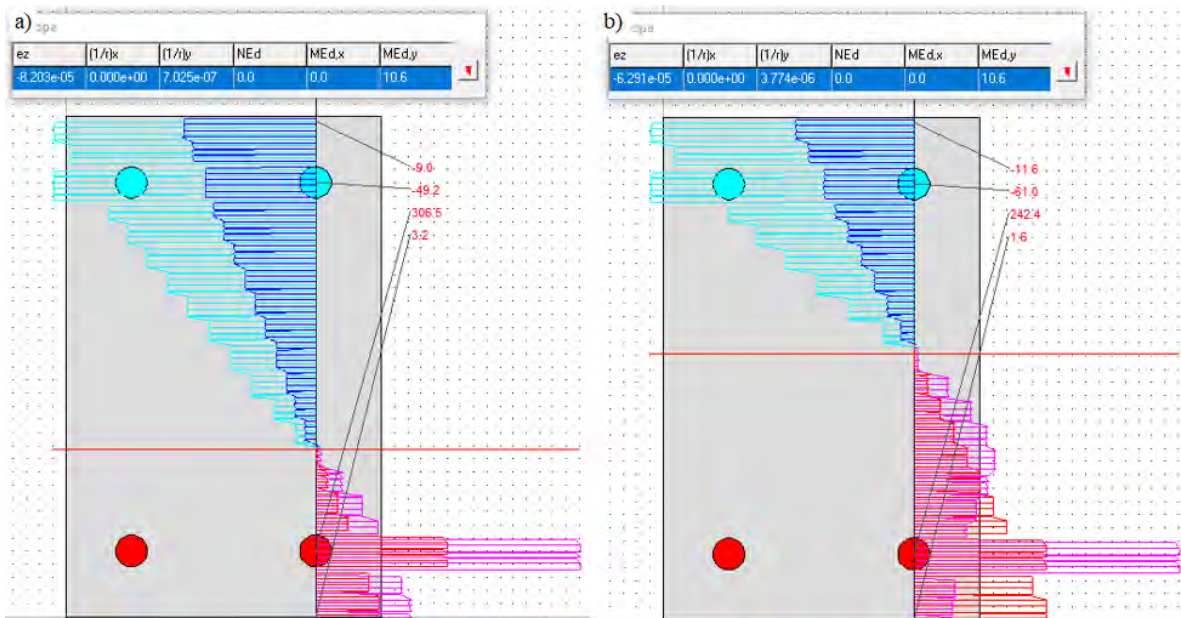 a)
ez (1/r)x (1/r)y NEd MEd,x MEd,y
-8.203e-05 0.000e+00 7.025e-07 0.0 0.0 10.6
-9.0
-49.2
306.5
3.2
b)
ez (1/r)x (1/r)y NEd MEd,x MEd,y
-6.291e-05 0.000e+00 3.774e-06 0.0 0.0 10.6
-11.6
-61.0
242.4
1.6